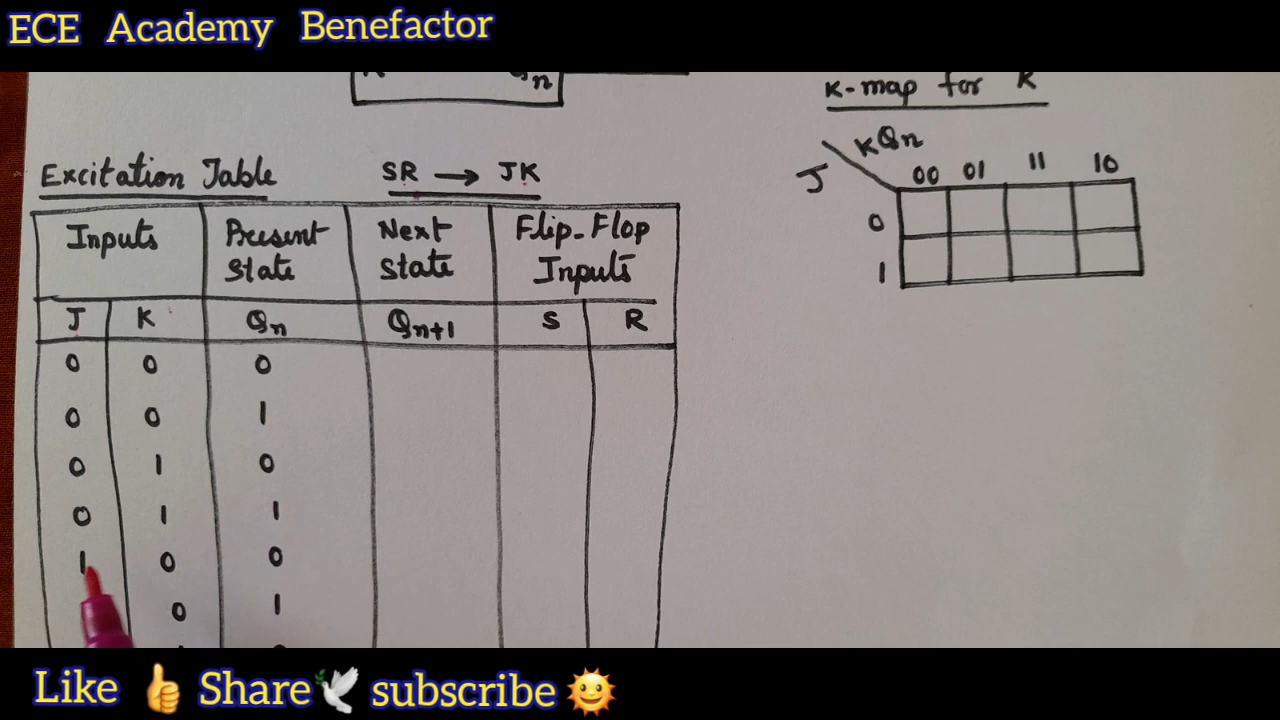 ECE Academy Benefactor
Qn
K-map for K
KQn
J
00 01 11 10
0
1
Excitation Table SR → JK
Inputs Present State Next State Flip-Flop Inputs
J K Qn Qn+1 S R
0 0 0
0 0 1
0 1 0
0 1 1
1 0 0
0 1
Like 👍 Share 🕊 subscribe 🌞